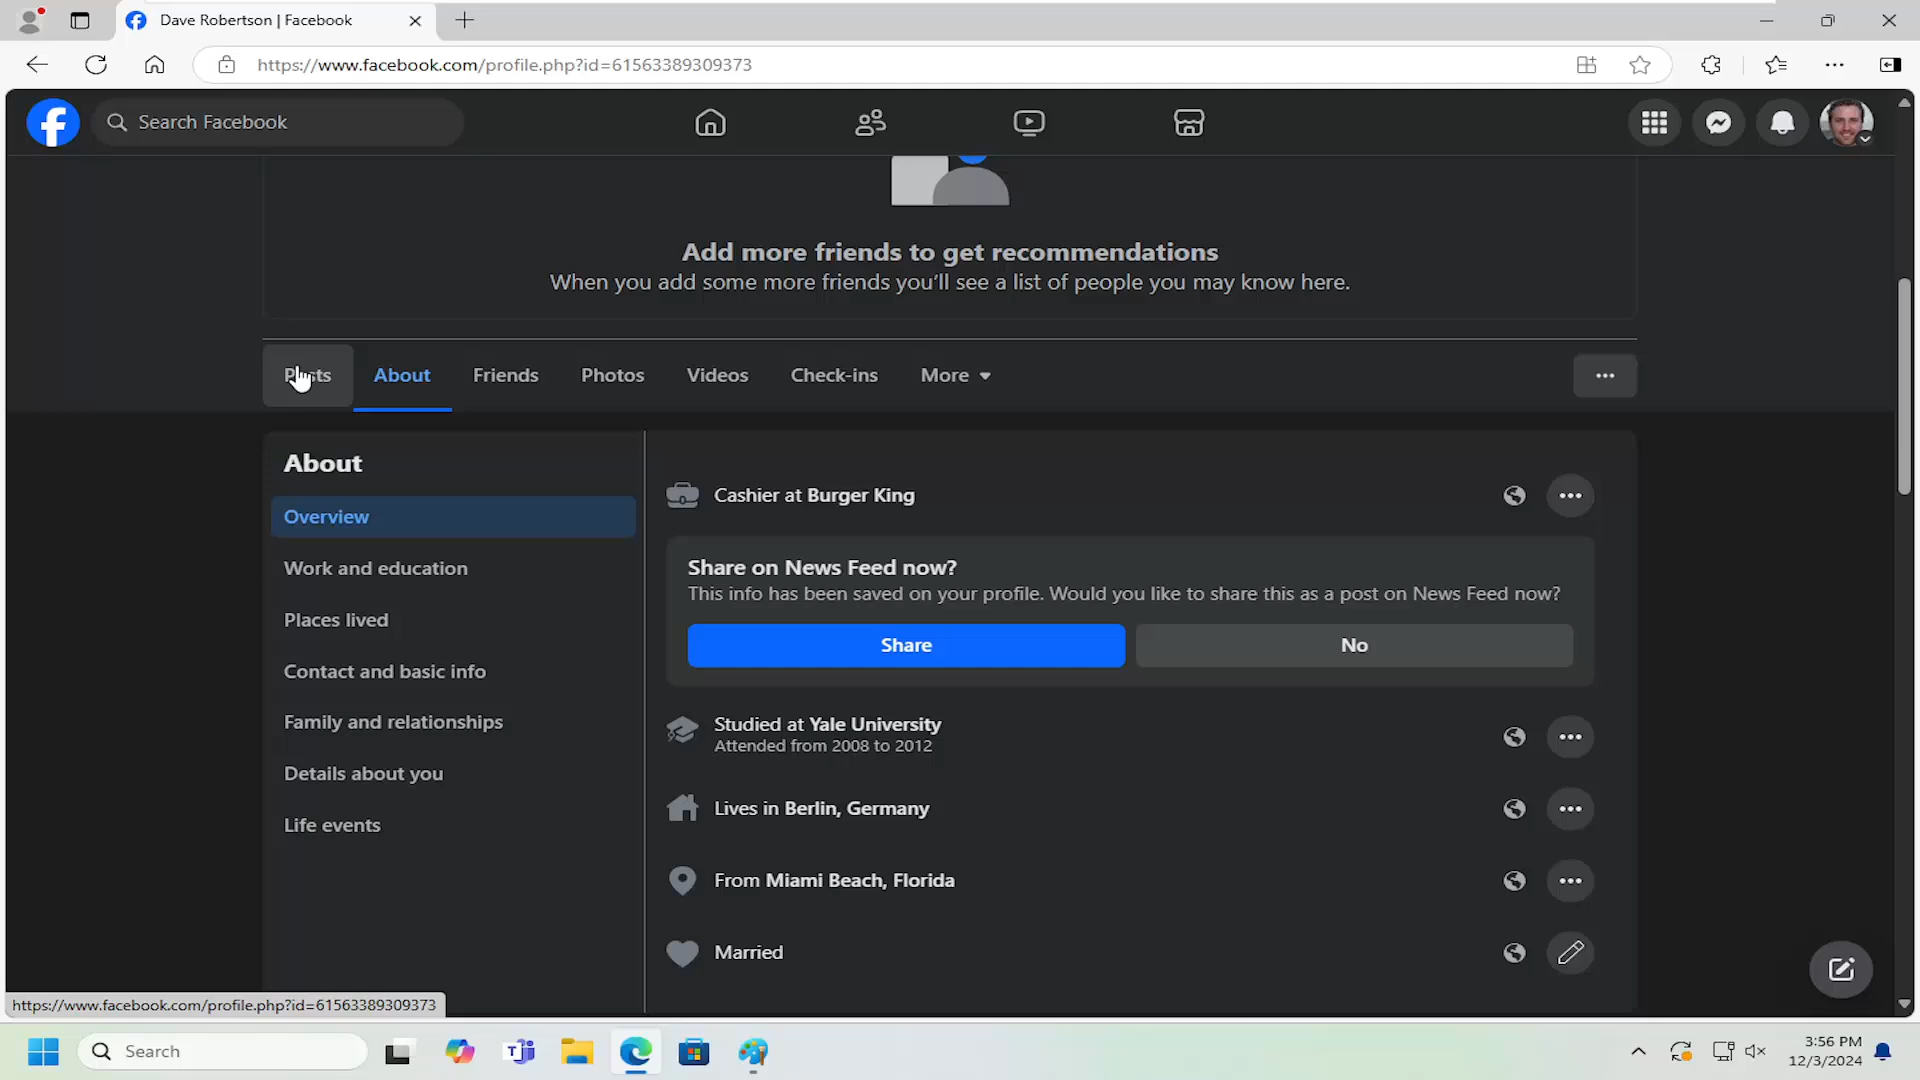 Dave Robertson | Facebook
https://www.facebook.com/profile.php?id=61563389309373
Search Facebook
Add more friends to get recommendations
When you add some more friends you'll see a list of people you may know here.
Posts About Friends Photos Videos Check-ins More
About
Overview
Work and education
Places lived
Contact and basic info
Family and relationships
Details about you
Life events
Cashier at Burger King
Share on News Feed now?
This info has been saved on your profile. Would you like to share this as a post on News Feed now?
Share No
Studied at Yale University
Attended from 2008 to 2012
Lives in Berlin, Germany
From Miami Beach, Florida
Married
https://www.facebook.com/profile.php?id=61563389309373
Search
3:56 PM
12/3/2024